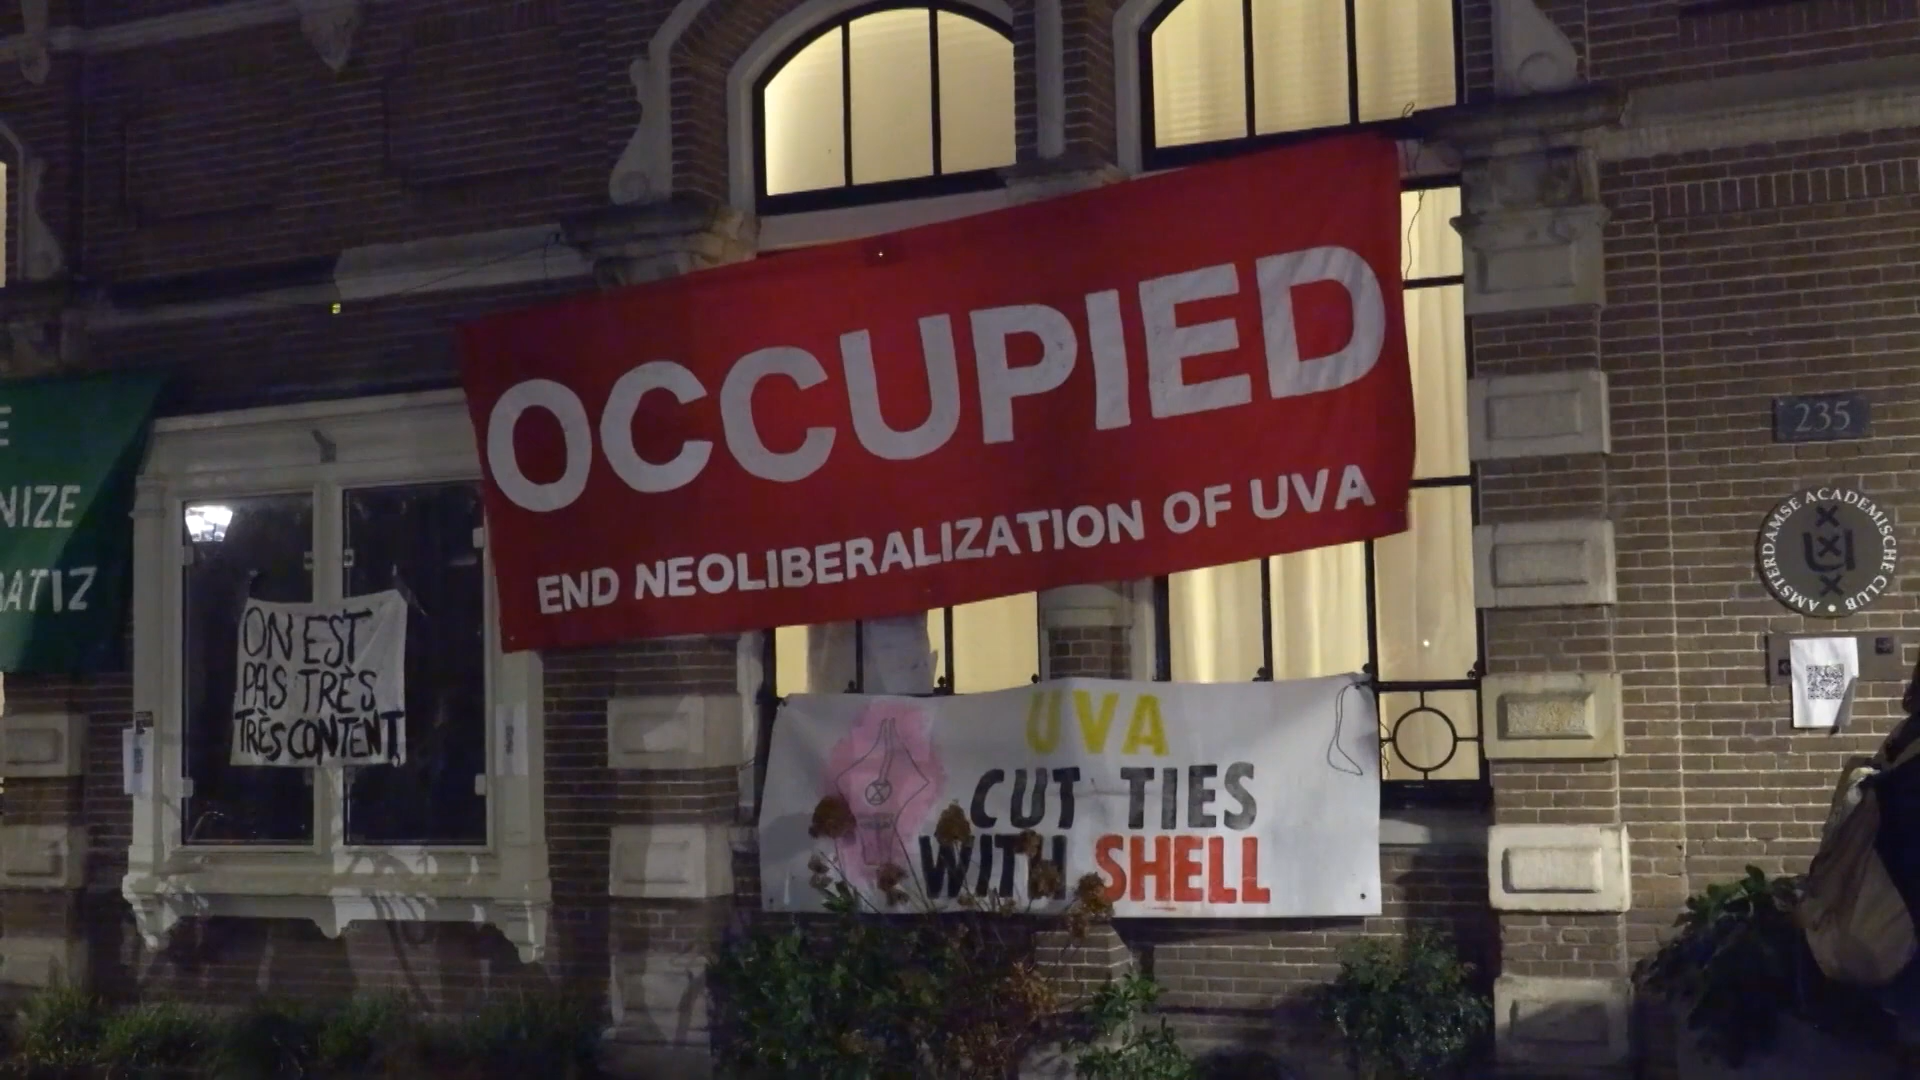 OCCUPIED
END NEOLIBERALIZATION OF UVA
NIZE
ON EST
PAS TRÈS
TRÈS CONTENT
UVA
CUT TIES
WITH SHELL
235
AMSTERDAMSE ACADEMISCHE CLUB